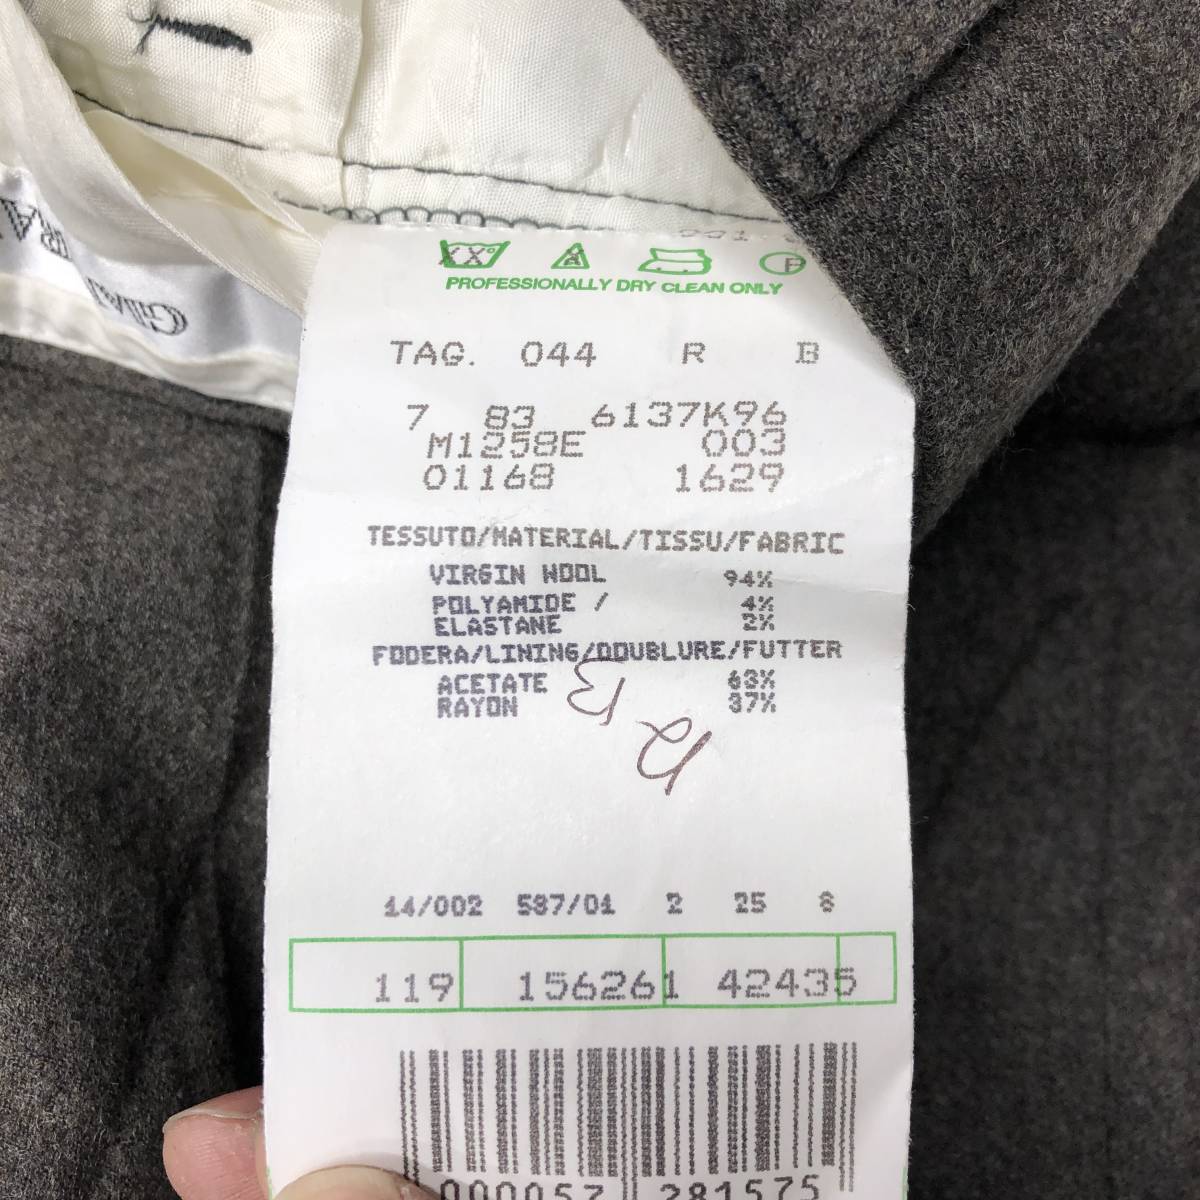 PROFESSIONALLY DRY CLEAN ONLY
TAG. 044 R B
7 83 6137K96
M1258E 003
01168 1629
TESSUTO/MATERIAL/TISSU/FABRIC
VIRGIN WOOL 94%
POLYAMIDE / 4%
ELASTANE 2%
FODERA/LINING/DOUBLURE/FUTTER
ACETATE 63%
RAYON 37%
14/002 587/01 2 25 8
119 156261 42435
000057 281575